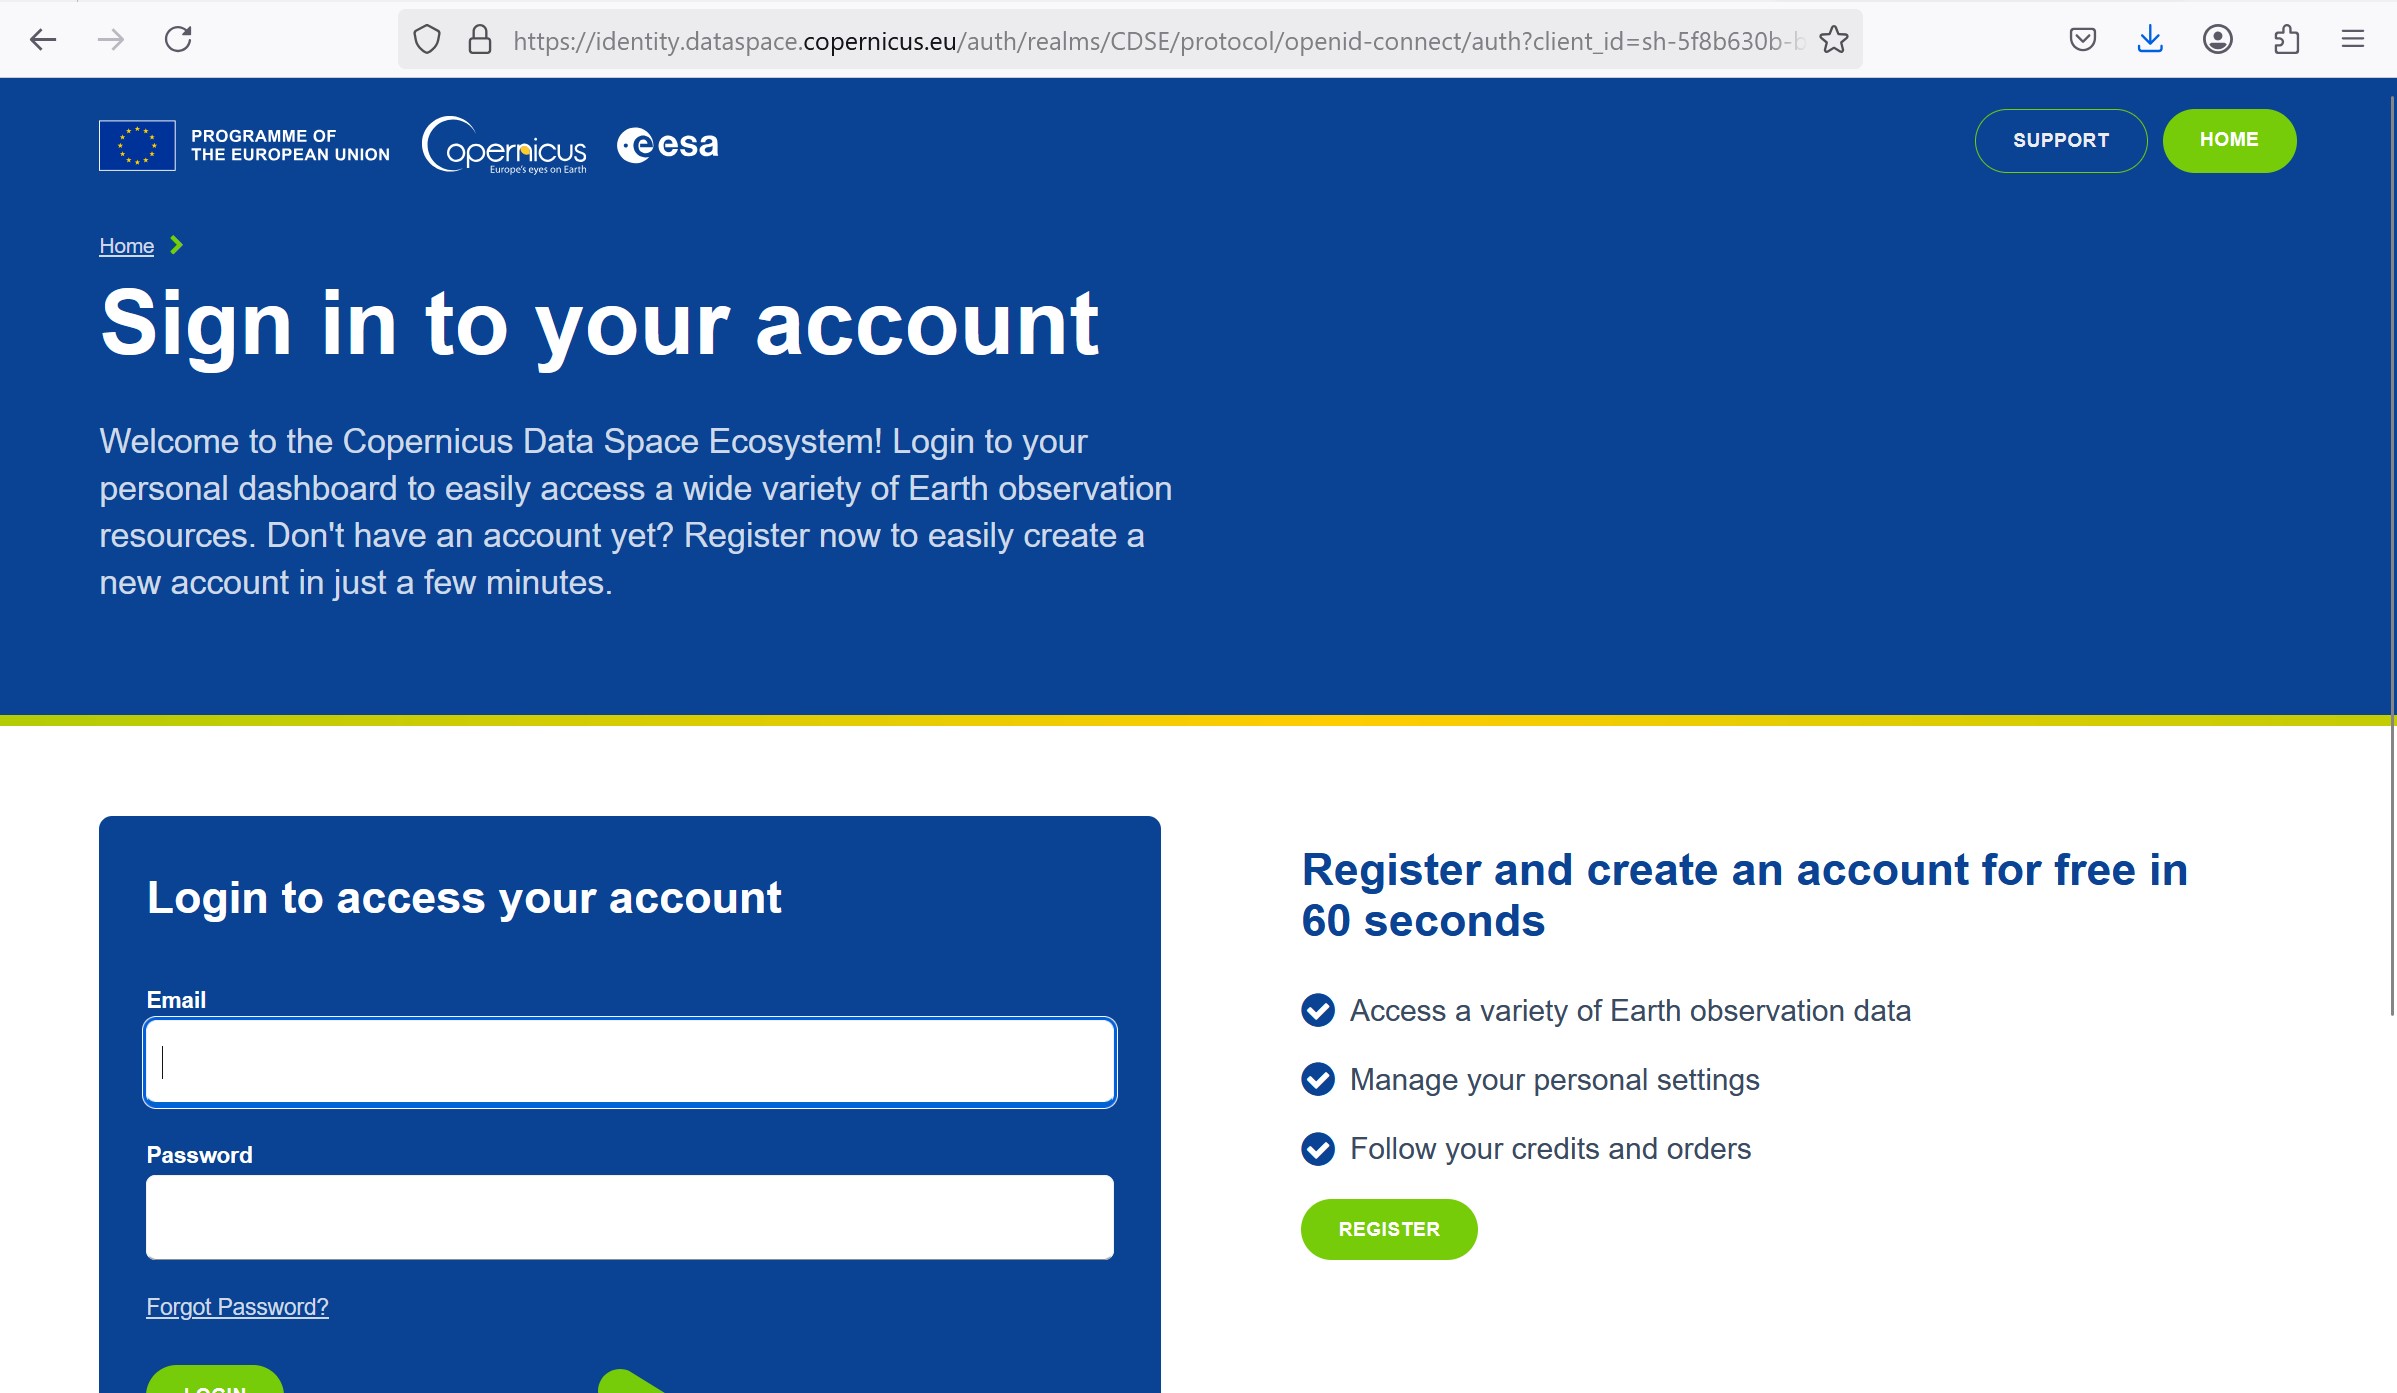 https://identity.dataspace.copernicus.eu/auth/realms/CDSE/protocol/openid-connect/auth?client_id=sh-5f8b630b-b
PROGRAMME OF
THE EUROPEAN UNION
opernicus
Europe's eyes on Earth
esa
SUPPORT
HOME
Home
Sign in to your account
Welcome to the Copernicus Data Space Ecosystem! Login to your
personal dashboard to easily access a wide variety of Earth observation
resources. Don't have an account yet? Register now to easily create a
new account in just a few minutes.
Login to access your account
Email
Password
Forgot Password?
LOGIN
Register and create an account for free in
60 seconds
Access a variety of Earth observation data
Manage your personal settings
Follow your credits and orders
REGISTER